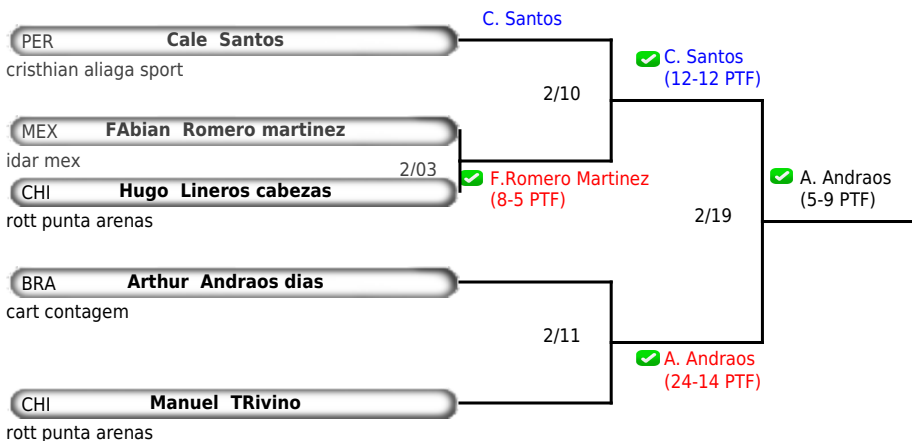 C. Santos
PER Cale Santos
cristhian aliaga sport
C. Santos
(12-12 PTF)
2/10
MEX FAbian Romero martinez
idar mex
2/03
F.Romero Martinez
(8-5 PTF)
CHI Hugo Lineros cabezas
rott punta arenas
A. Andraos
(5-9 PTF)
2/19
BRA Arthur Andraos dias
cart contagem
2/11
A. Andraos
(24-14 PTF)
CHI Manuel TRivino
rott punta arenas